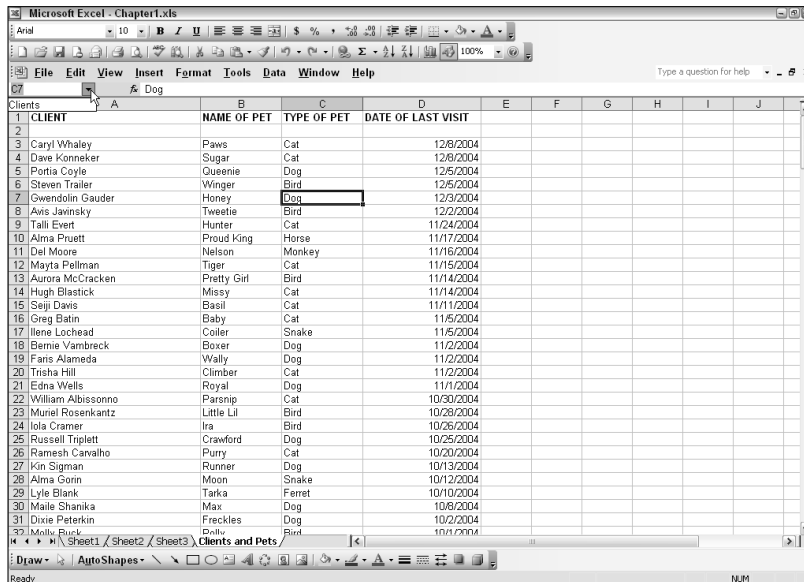 Microsoft Excel - Chapter1.xls
Arial 10 B I U $ % ,
Σ 100%
File Edit View Insert Format Tools Data Window Help Type a question for help
C7 fx Dog
Clients
A B C D E F G H I J
1 CLIENT NAME OF PET TYPE OF PET DATE OF LAST VISIT
2
3 Caryl Whaley Paws Cat 12/8/2004
4 Dave Konneker Sugar Cat 12/8/2004
5 Portia Coyle Queenie Dog 12/5/2004
6 Steven Trailer Winger Bird 12/5/2004
7 Gwendolin Gauder Honey Dog 12/3/2004
8 Avis Javinsky Tweetie Bird 12/2/2004
9 Talli Evert Hunter Cat 11/24/2004
10 Alma Pruett Proud King Horse 11/17/2004
11 Del Moore Nelson Monkey 11/16/2004
12 Mayta Pellman Tiger Cat 11/15/2004
13 Aurora McCracken Pretty Girl Bird 11/14/2004
14 Hugh Blastick Missy Cat 11/14/2004
15 Seiji Davis Basil Cat 11/11/2004
16 Greg Batin Baby Cat 11/5/2004
17 Ilene Lochead Coiler Snake 11/5/2004
18 Bernie Vambreck Boxer Dog 11/2/2004
19 Faris Alameda Wally Dog 11/2/2004
20 Trisha Hill Climber Cat 11/2/2004
21 Edna Wells Royal Dog 11/1/2004
22 William Albissonno Parsnip Cat 10/30/2004
23 Muriel Rosenkantz Little Lil Bird 10/28/2004
24 Iola Cramer Ira Bird 10/26/2004
25 Russell Triplett Crawford Dog 10/25/2004
26 Ramesh Carvalho Purry Cat 10/20/2004
27 Kin Sigman Runner Dog 10/13/2004
28 Alma Gorin Moon Snake 10/12/2004
29 Lyle Blank Tarka Ferret 10/10/2004
30 Maile Shanika Max Dog 10/8/2004
31 Dixie Peterkin Freckles Dog 10/2/2004
32 Molly Buck Polly Bird 10/1/2004
Sheet1 Sheet2 Sheet3 Clients and Pets
Draw AutoShapes
Ready NUM